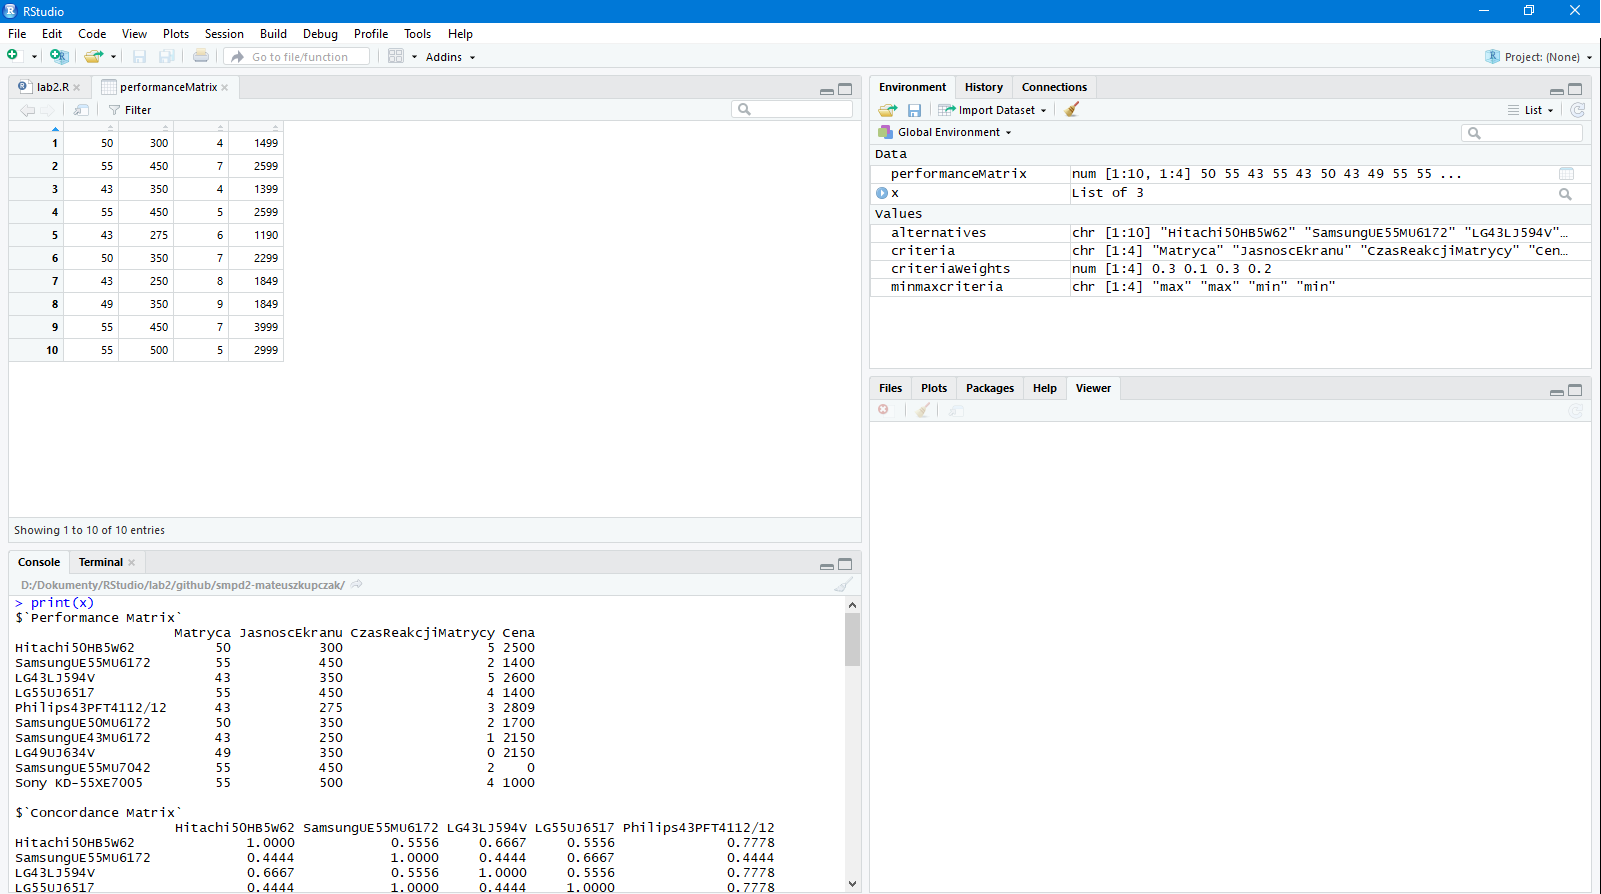 RStudio
File Edit Code View Plots Session Build Debug Profile Tools Help
Go to file/function Addins Project: (None)
lab2.R performanceMatrix
Filter
1 50 300 4 1499
2 55 450 7 2599
3 43 350 4 1399
4 55 450 5 2599
5 43 275 6 1190
6 50 350 7 2299
7 43 250 8 1849
8 49 350 9 1849
9 55 450 7 3999
10 55 500 5 2999
Showing 1 to 10 of 10 entries
Console Terminal
D:/Dokumenty/RStudio/lab2/github/smpd2-mateuszkupczak/
> print(x)
$`Performance Matrix`
Matryca JasnoscEkranu CzasReakcjiMatrycy Cena
Hitachi50HB5W62 50 300 5 2500
SamsungUE55MU6172 55 450 2 1400
LG43LJ594V 43 350 5 2600
LG55UJ6517 55 450 4 1400
Philips43PFT4112/12 43 275 3 2809
SamsungUE50MU6172 50 350 2 1700
SamsungUE43MU6172 43 250 1 2150
LG49UJ634V 49 350 0 2150
SamsungUE55MU7042 55 450 2 0
Sony KD-55XE7005 55 500 4 1000
$`Concordance Matrix`
Hitachi50HB5W62 SamsungUE55MU6172 LG43LJ594V LG55UJ6517 Philips43PFT4112/12
Hitachi50HB5W62 1.0000 0.5556 0.6667 0.5556 0.7778
SamsungUE55MU6172 0.4444 1.0000 0.4444 0.6667 0.4444
LG43LJ594V 0.6667 0.5556 1.0000 0.5556 0.7778
LG55UJ6517 0.4444 1.0000 0.4444 1.0000 0.7778
Environment History Connections
Import Dataset List
Global Environment
Data
performanceMatrix num [1:10, 1:4] 50 55 43 55 43 50 43 49 55 55 ...
x List of 3
Values
alternatives chr [1:10] "Hitachi50HB5W62" "SamsungUE55MU6172" "LG43LJ594V"…
criteria chr [1:4] "Matryca" "JasnoscEkranu" "CzasReakcjiMatrycy" "Cen…
criteriaWeights num [1:4] 0.3 0.1 0.3 0.2
minmaxcriteria chr [1:4] "max" "max" "min" "min"
Files Plots Packages Help Viewer